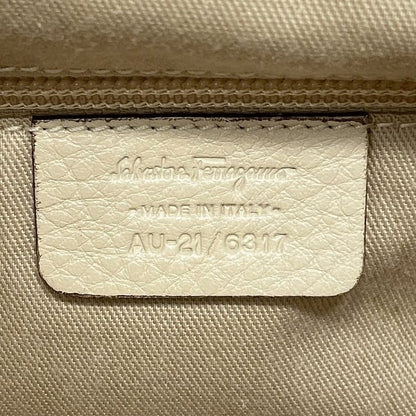 Salvatore Ferragamo
- MADE IN ITALY -
AU-21/6317